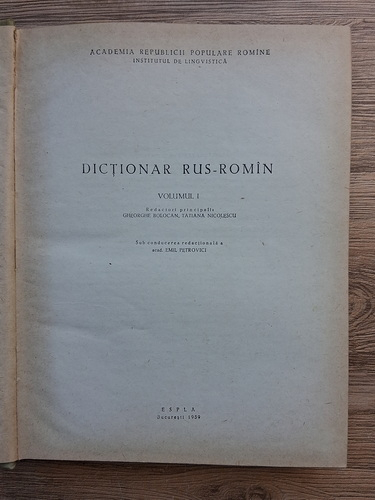 ACADEMIA REPUBLICII POPULARE ROMÎNE
INSTITUTUL DE LINGVISTICĂ
DICȚIONAR RUS-ROMÎN
VOLUMUL I
Redactori principali:
GHEORGHE BOLOCAN, TATIANA NICOLESCU
Sub conducerea redacțională a
acad. EMIL PETROVICI
ESPLA
București 1959